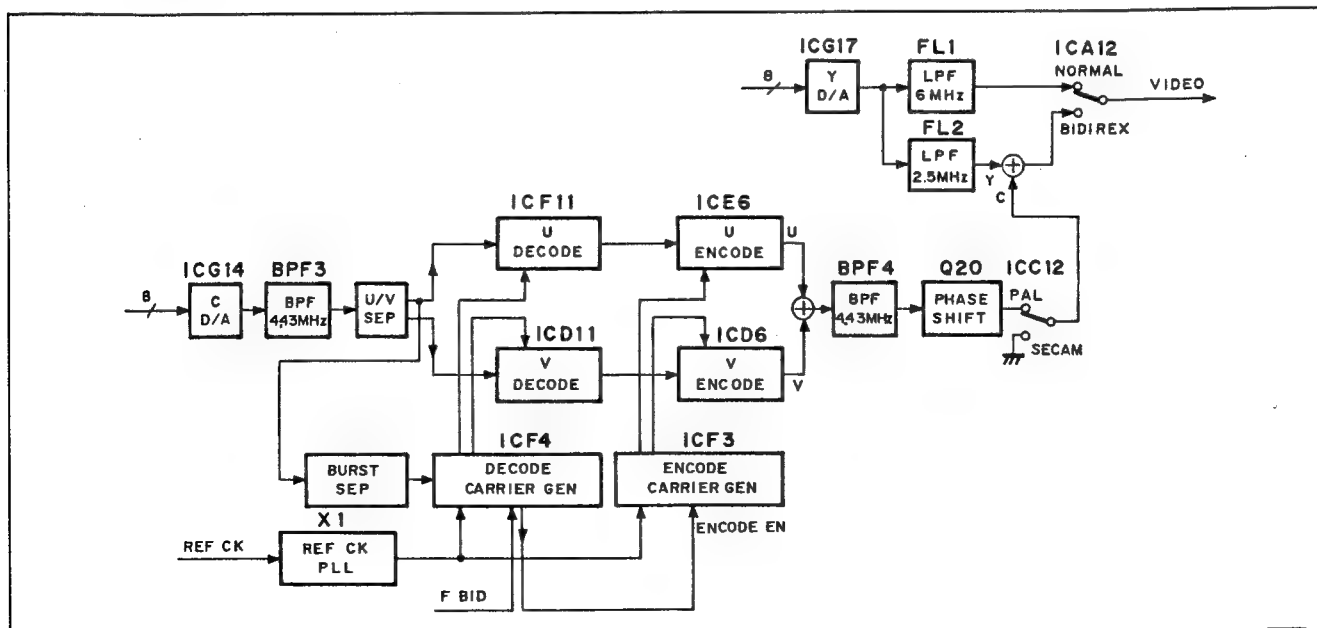 ICG17
8
Y
D/A
FL1
LPF
6MHz
ICA12
NORMAL
VIDEO
BIDIREX
FL2
LPF
2.5MHz
Y
C
ICF11
U
DECODE
ICE6
U
ENCODE
U
ICG14
8
C
D/A
BPF3
BPF
4.43MHz
U/V
SEP
BPF4
BPF
4.43MHz
Q20
PHASE
SHIFT
ICC12
PAL
SECAM
ICD11
V
DECODE
ICD6
V
ENCODE
V
BURST
SEP
ICF4
DECODE
CARRIER GEN
ICF3
ENCODE
CARRIER GEN
ENCODE EN
X1
REF CK
REF CK
PLL
F BID